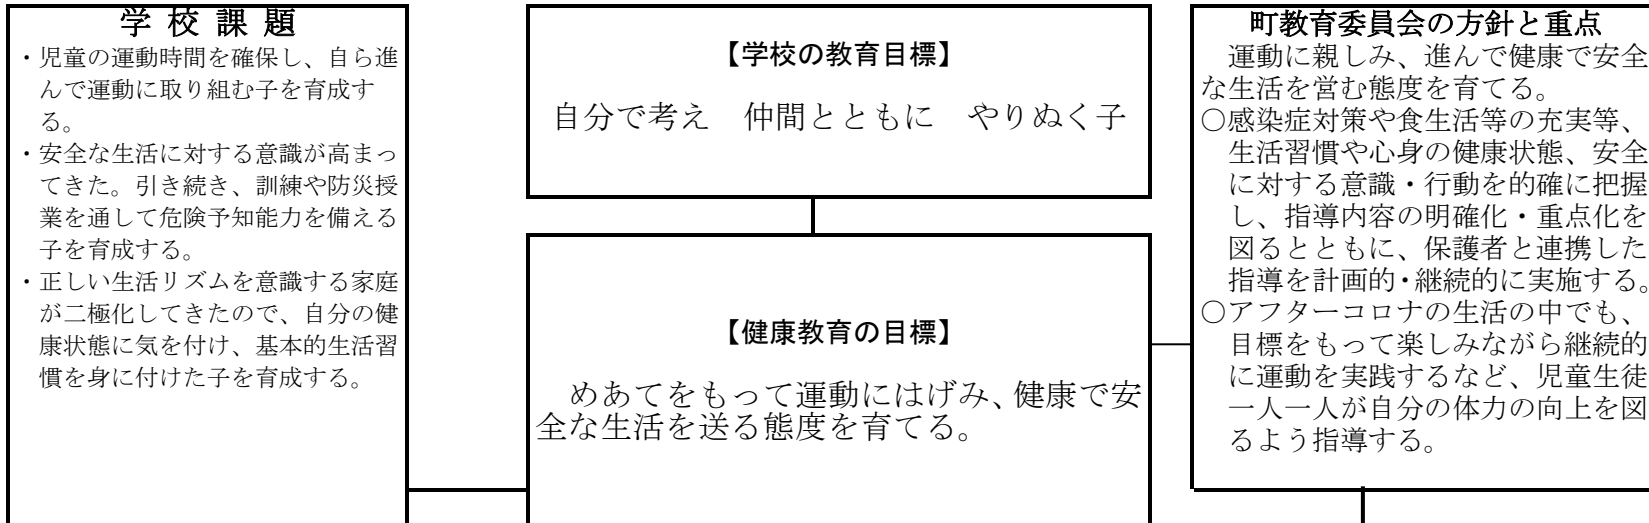 学校課題
・児童の運動時間を確保し、自ら進
んで運動に取り組む子を育成す
る。
・安全な生活に対する意識が高まっ
てきた。引き続き、訓練や防災授
業を通して危険予知能力を備える
子を育成する。
・正しい生活リズムを意識する家庭
が二極化してきたので、自分の健
康状態に気を付け、基本的生活習
慣を身に付けた子を育成する。
【学校の教育目標】
自分で考え　仲間とともに　やりぬく子
【健康教育の目標】
めあてをもって運動にはげみ、健康で安
全な生活を送る態度を育てる。
町教育委員会の方針と重点
運動に親しみ、進んで健康で安全
な生活を営む態度を育てる。
○感染症対策や食生活等の充実等、
生活習慣や心身の健康状態、安全
に対する意識・行動を的確に把握
し、指導内容の明確化・重点化を
図るとともに、保護者と連携した
指導を計画的・継続的に実施する。
○アフターコロナの生活の中でも、
目標をもって楽しみながら継続的
に運動を実践するなど、児童生徒
一人一人が自分の体力の向上を図
るよう指導する。